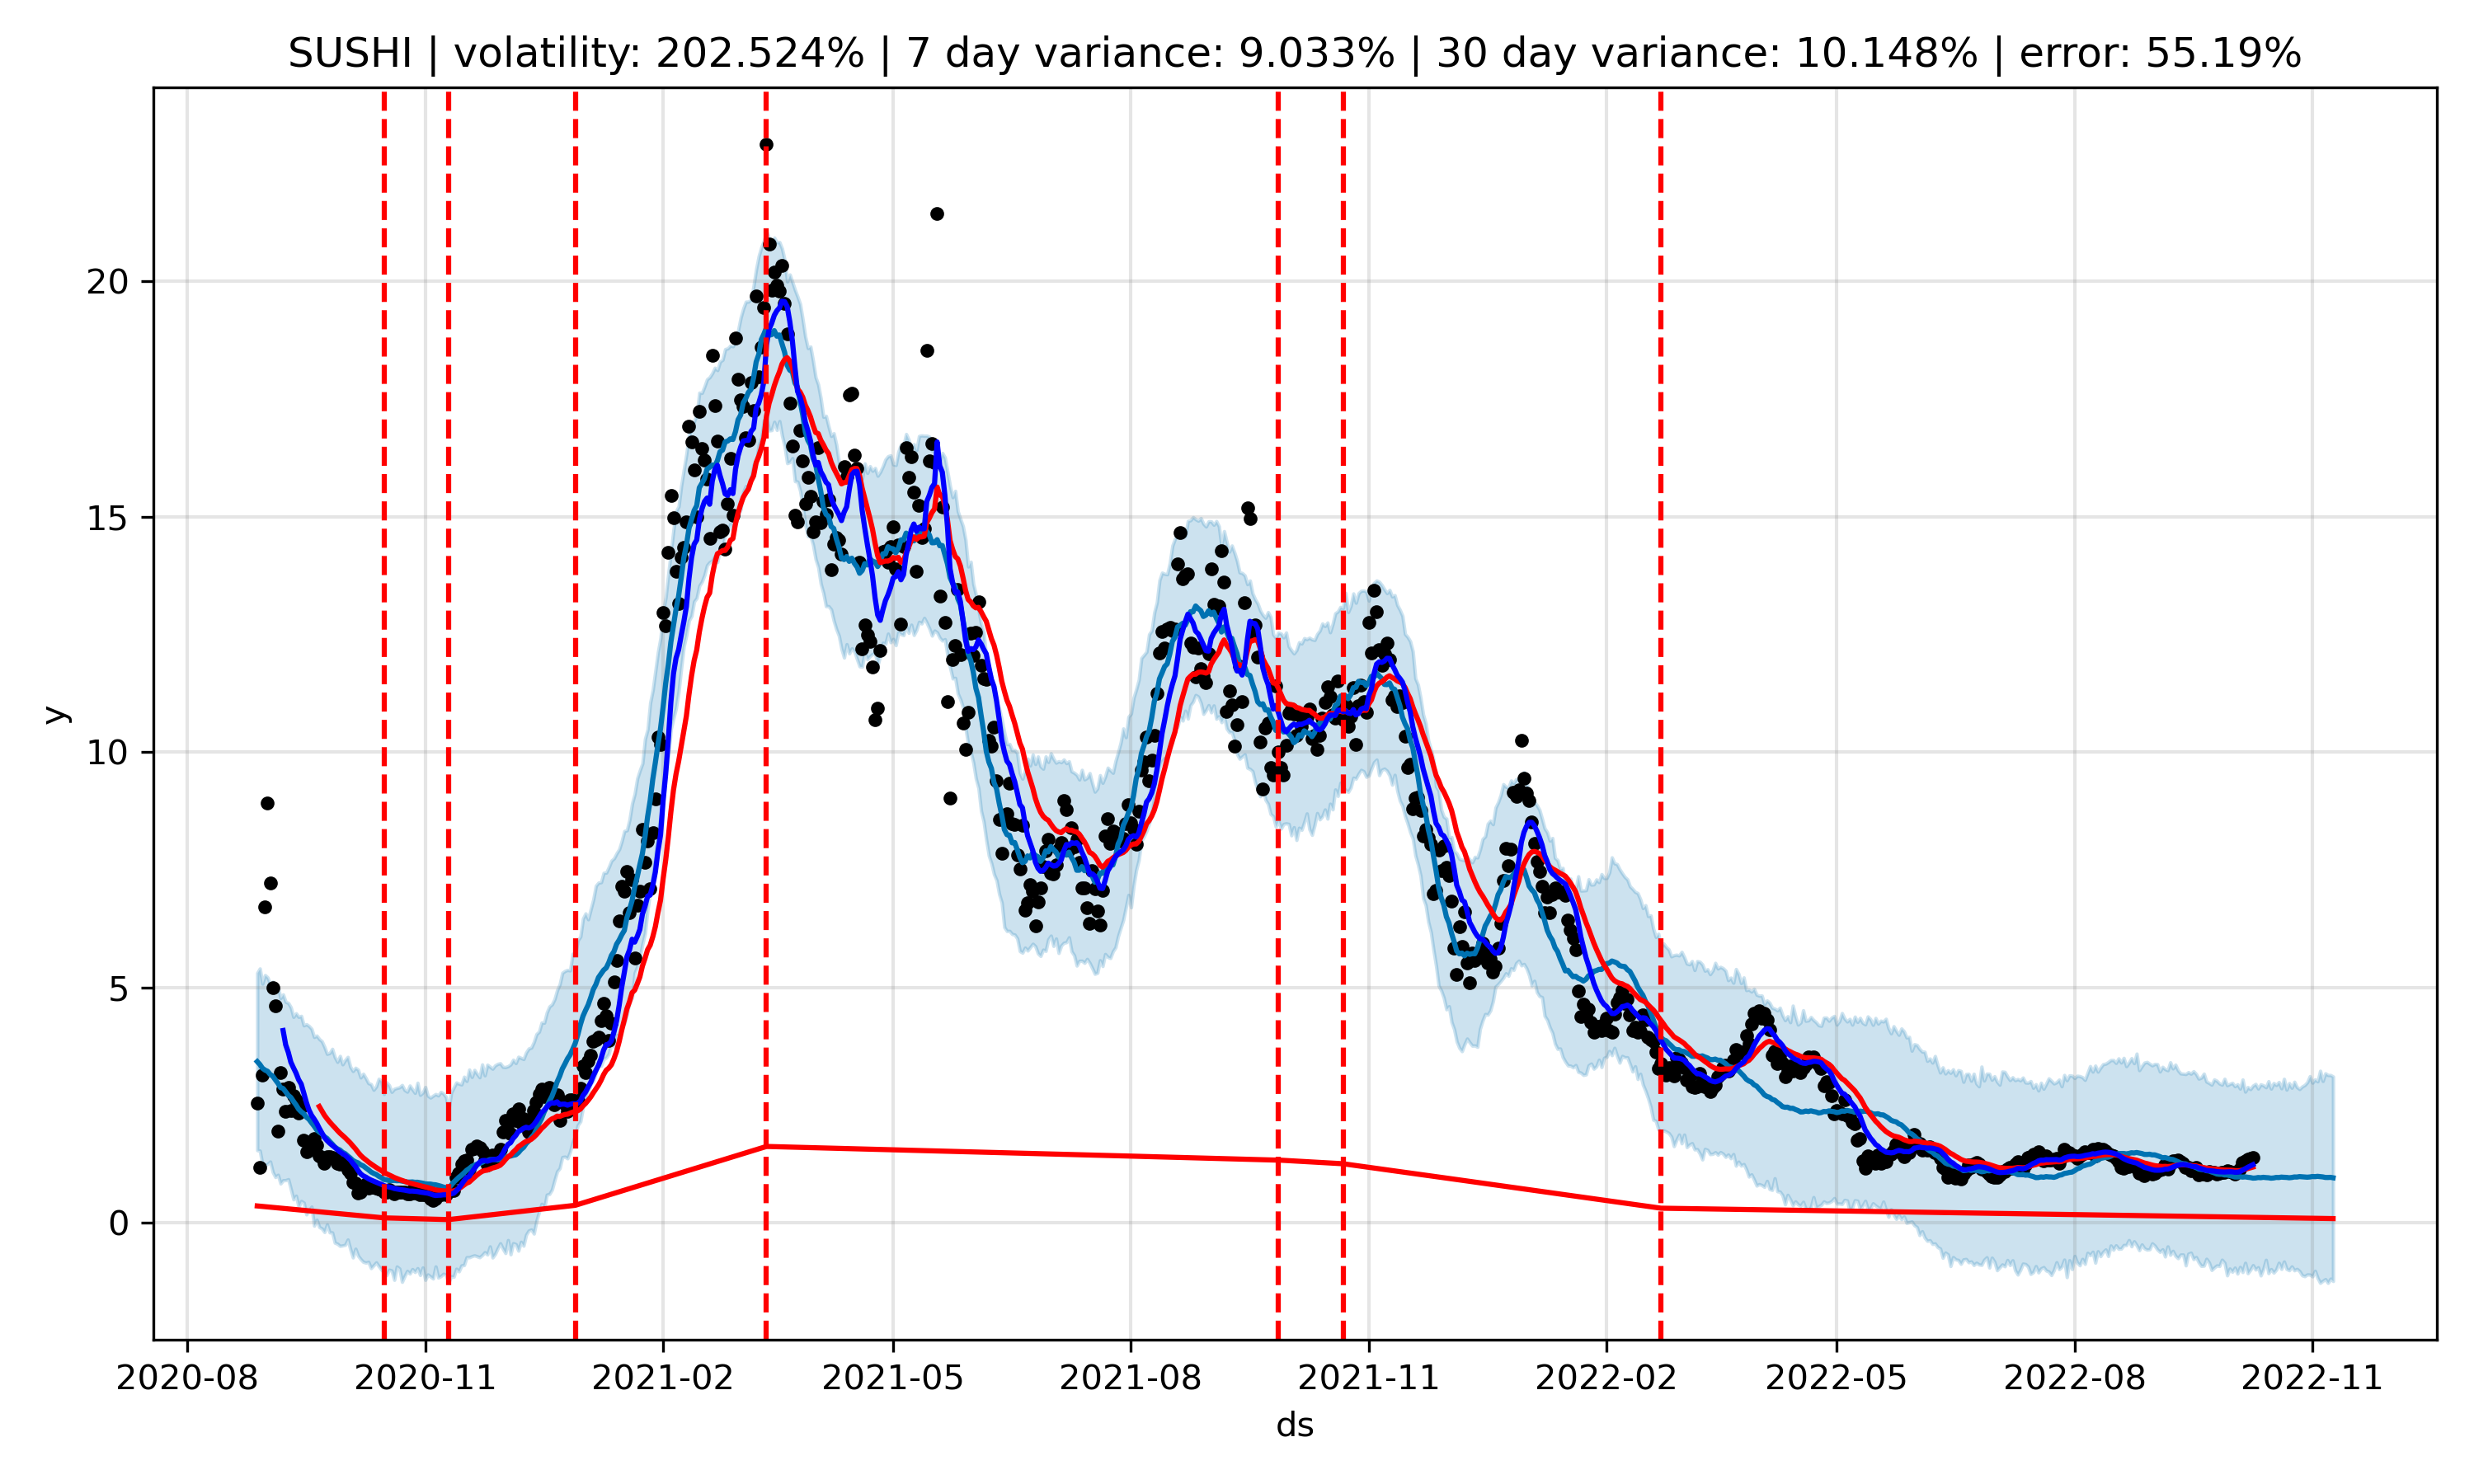 SUSHI | volatility: 202.524% | 7 day variance: 9.033% | 30 day variance: 10.148% | error: 55.19%
y
20
15
10
5
0
2020-08 2020-11 2021-02 2021-05 2021-08 2021-11 2022-02 2022-05 2022-08 2022-11
ds